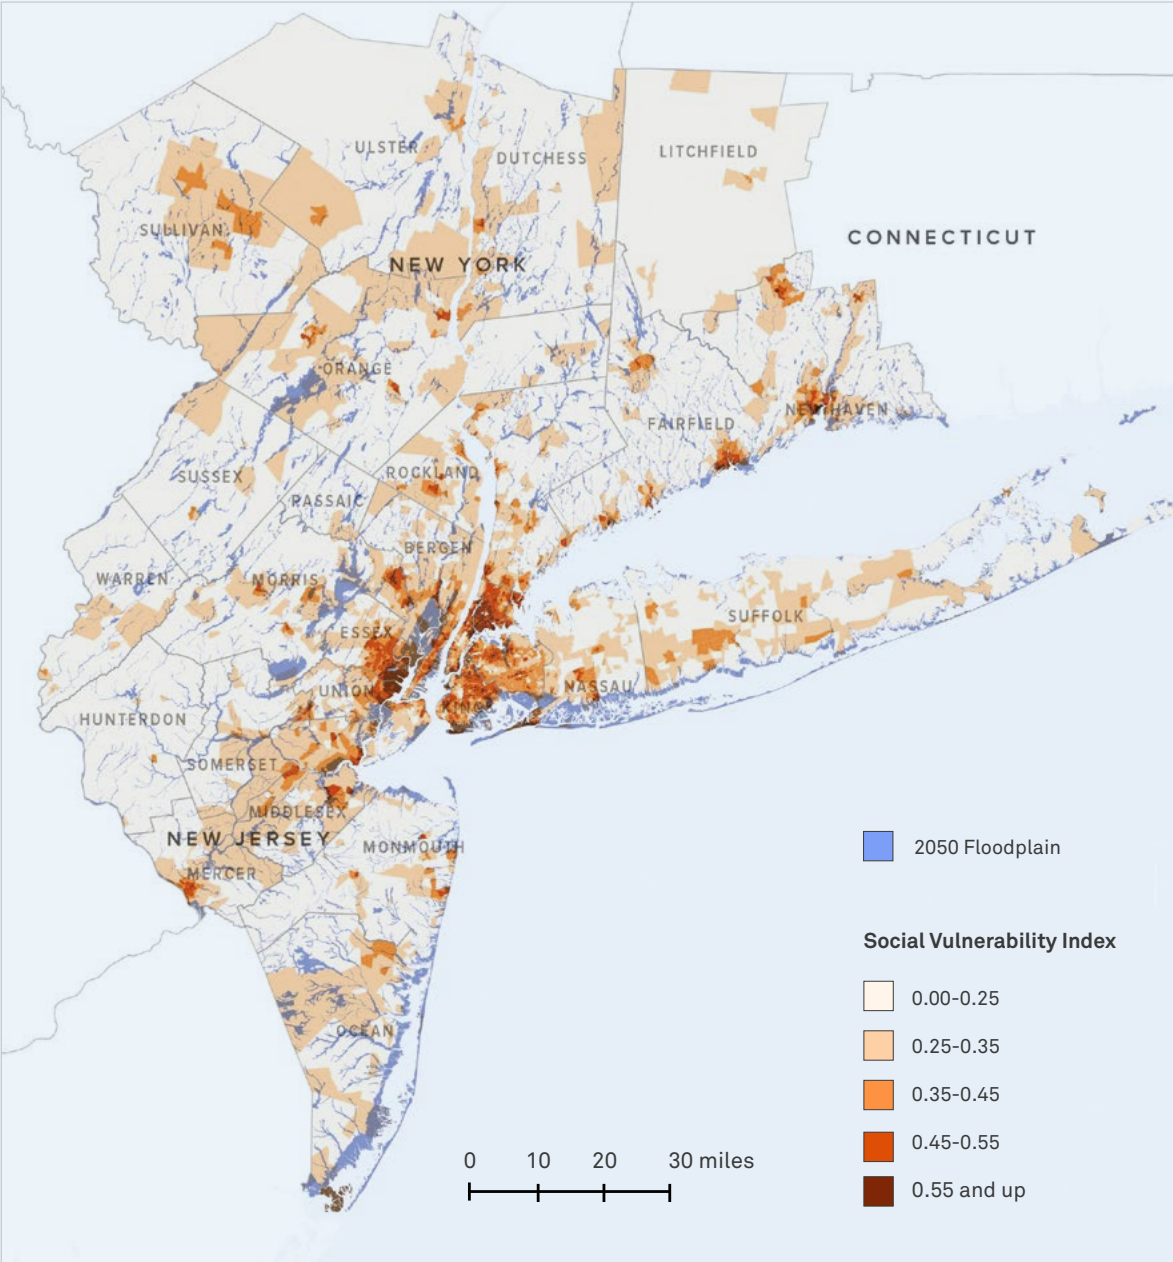 ULSTER
DUTCHESS
LITCHFIELD
SULLIVAN
CONNECTICUT
NEW YORK
ORANGE
NEW HAVEN
FAIRFIELD
ROCKLAND
SUSSEX
PASSAIC
BERGEN
WARREN
MORRIS
SUFFOLK
ESSEX
NASSAU
UNION
KINGS
HUNTERDON
SOMERSET
MIDDLESEX
NEW JERSEY
MONMOUTH
MERCER
OCEAN
2050 Floodplain
Social Vulnerability Index
0.00-0.25
0.25-0.35
0.35-0.45
0.45-0.55
0.55 and up
0 10 20 30 miles